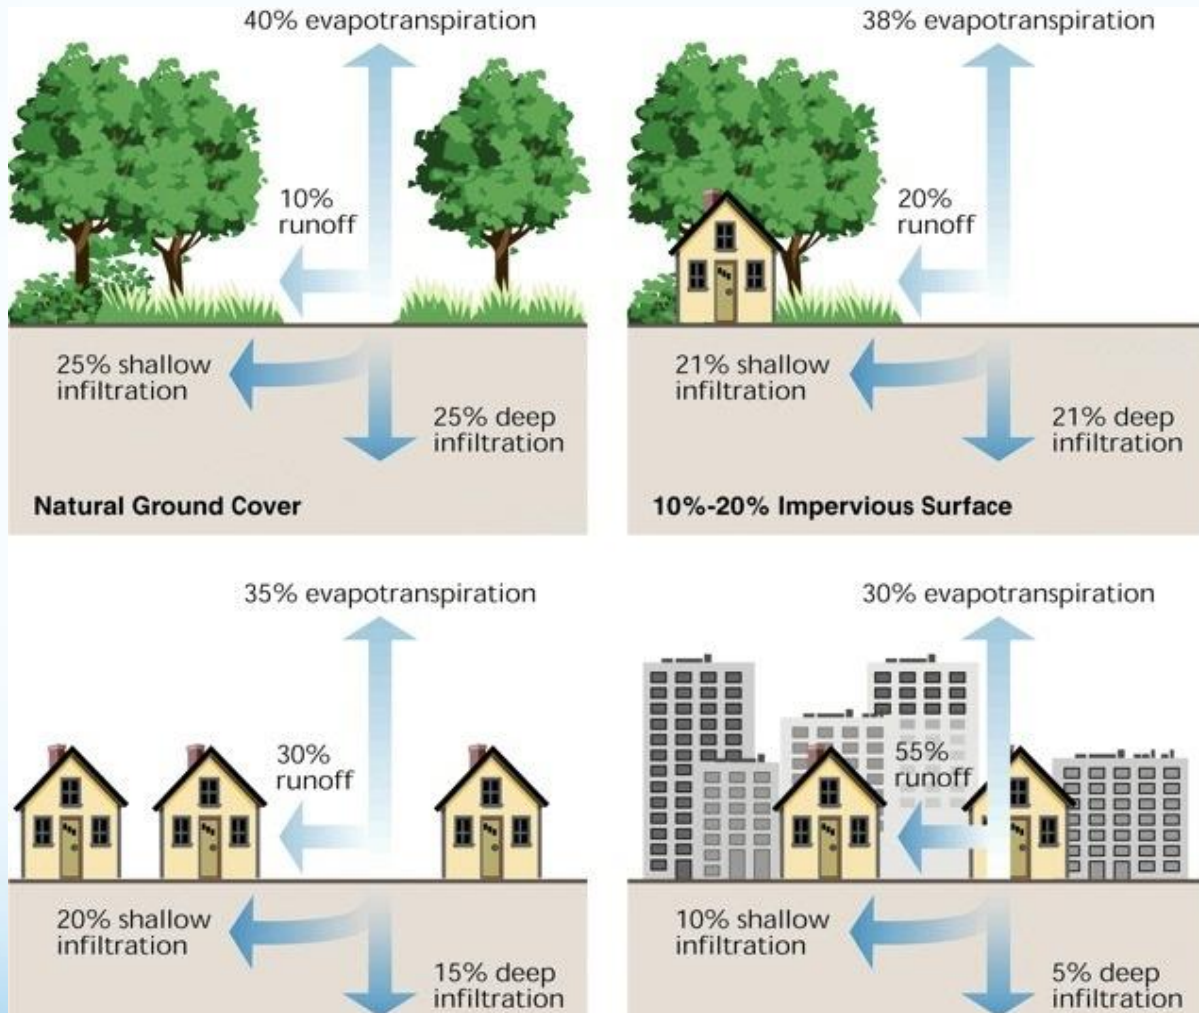 40% evapotranspiration
10%
runoff
25% shallow
infiltration
25% deep
infiltration
Natural Ground Cover
38% evapotranspiration
20%
runoff
21% shallow
infiltration
21% deep
infiltration
10%-20% Impervious Surface
35% evapotranspiration
30%
runoff
20% shallow
infiltration
15% deep
infiltration
30% evapotranspiration
55%
runoff
10% shallow
infiltration
5% deep
infiltration